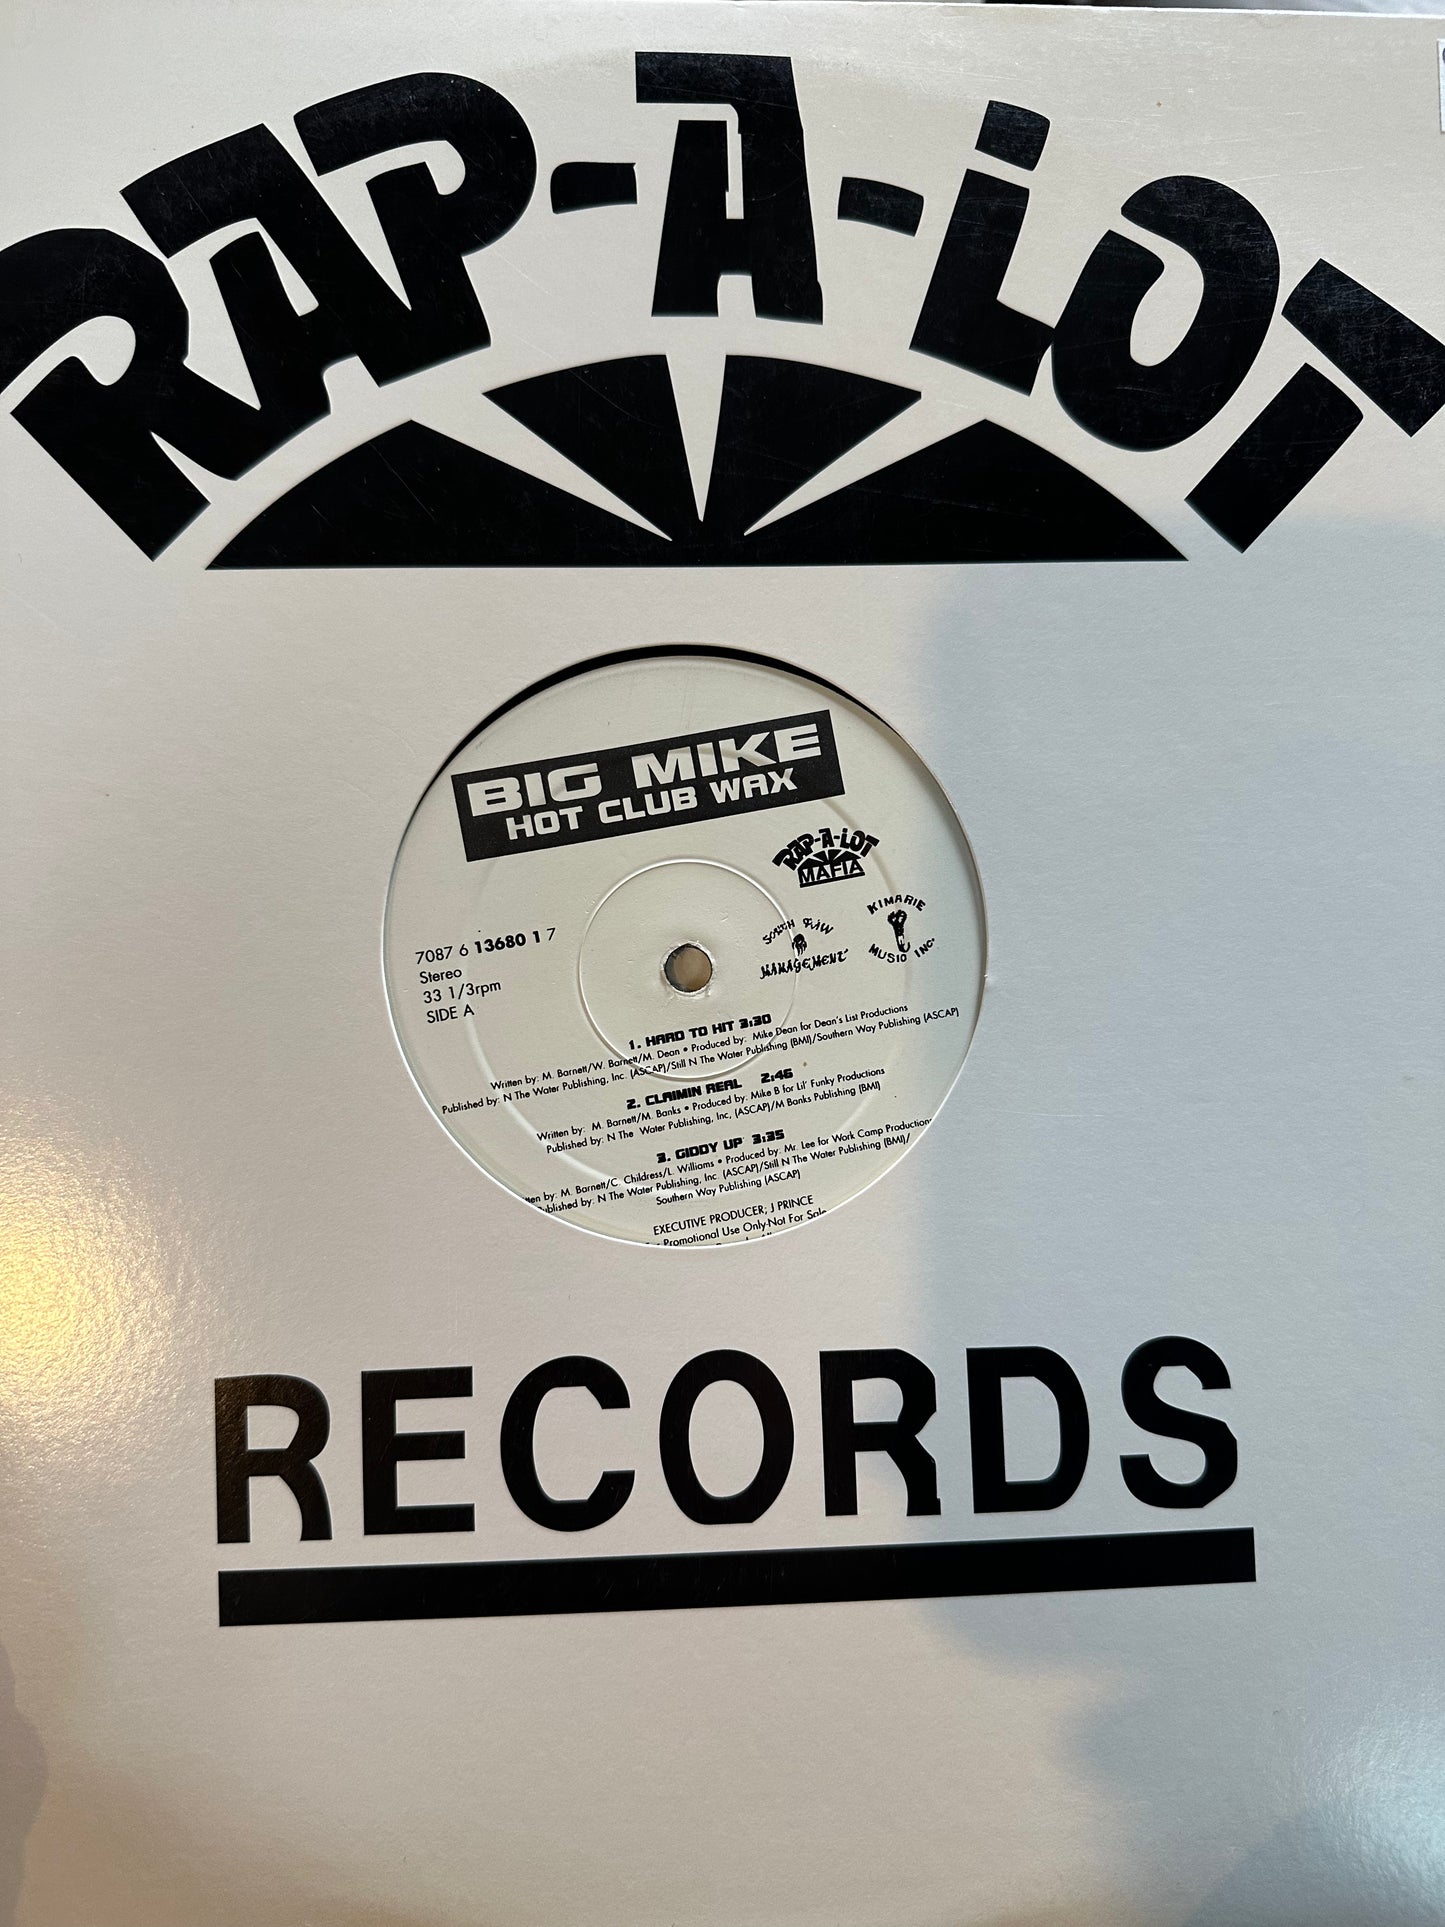 RAP-A-LOT
BIG MIKE
HOT CLUB WAX
RAP-A-LOT
MAFIA
KIMARIE
MUSIC INC.
MANAGEMENT
7087 6 13680 1 7
Stereo
33 1/3rpm
SIDE A
1. HARD TO HIT 3:30
Written by: M. Barnett/W. Barnett/M. Dean • Produced by: Mike Dean for Dean's List Productions
Published by: N The Water Publishing, Inc. (ASCAP)/Still N The Water Publishing (BMI)/Southern Way Publishing (ASCAP)
2. CLAIMIN REAL 2:46
Written by: M. Barnett/M. Banks • Produced by: Mike B for Lil' Funky Productions
Published by: N The Water Publishing, Inc, (ASCAP)/M Banks Publishing (BMI)
3. GIDDY UP 3:35
by: M. Barnett/C. Childress/L. Williams • Produced by: Mr. Lee for Work Camp Productions
by: N The Water Publishing, Inc. (ASCAP)/Still N The Water Publishing (BMI)/
Southern Way Publishing (ASCAP)
EXECUTIVE PRODUCER; J PRINCE
Promotional Use Only-Not For Sale
RECORDS